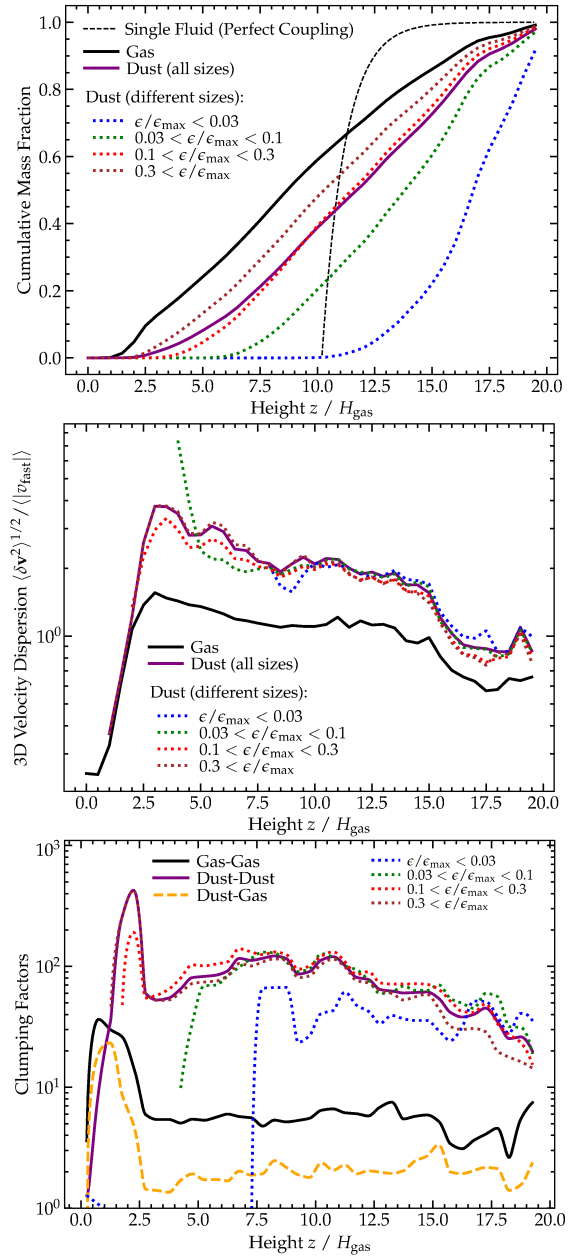 1.0
0.8
0.6
0.4
0.2
0.0
Cumulative Mass Fraction
Single Fluid (Perfect Coupling)
Gas
Dust (all sizes)
Dust (different sizes):
ϵ/ϵmax < 0.03
0.03 < ϵ/ϵmax < 0.1
0.1 < ϵ/ϵmax < 0.3
0.3 < ϵ/ϵmax
0.0 2.5 5.0 7.5 10.0 12.5 15.0 17.5 20.0
Height z / Hgas
3D Velocity Dispersion ⟨δv²⟩^1/2/⟨|vfast|⟩
10⁰
Gas
Dust (all sizes)
Dust (different sizes):
ϵ/ϵmax < 0.03
0.03 < ϵ/ϵmax < 0.1
0.1 < ϵ/ϵmax < 0.3
0.3 < ϵ/ϵmax
0.0 2.5 5.0 7.5 10.0 12.5 15.0 17.5 20.0
Height z / Hgas
10³
10²
10¹
10⁰
Clumping Factors
Gas-Gas
Dust-Dust
Dust-Gas
ϵ/ϵmax < 0.03
0.03 < ϵ/ϵmax < 0.1
0.1 < ϵ/ϵmax < 0.3
0.3 < ϵ/ϵmax
0.0 2.5 5.0 7.5 10.0 12.5 15.0 17.5 20.0
Height z / Hgas